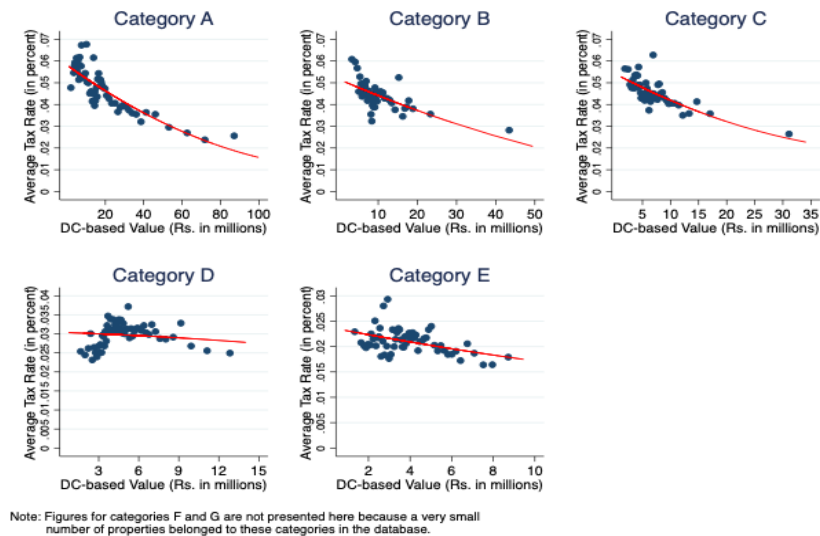 Category A
Average Tax Rate (in percent)
.07
.06
.05
.04
.03
.02
.01
0
20 40 60 80 100
DC-based Value (Rs. in millions)
Category B
Average Tax Rate (in percent)
.07
.06
.05
.04
.03
.02
.01
0
10 20 30 40 50
DC-based Value (Rs. in millions)
Category C
Average Tax Rate (in percent)
.07
.06
.05
.04
.03
.02
.01
0
5 10 15 20 25 30 35
DC-based Value (Rs. in millions)
Category D
Average Tax Rate (in percent)
.04
.035
.03
.025
.02
.015
.01
.005
0
3 6 9 12 15
DC-based Value (Rs. in millions)
Category E
Average Tax Rate (in percent)
.03
.025
.02
.015
.01
.005
0
2 4 6 8 10
DC-based Value (Rs. in millions)
Note: Figures for categories F and G are not presented here because a very small
number of properties belonged to these categories in the database.